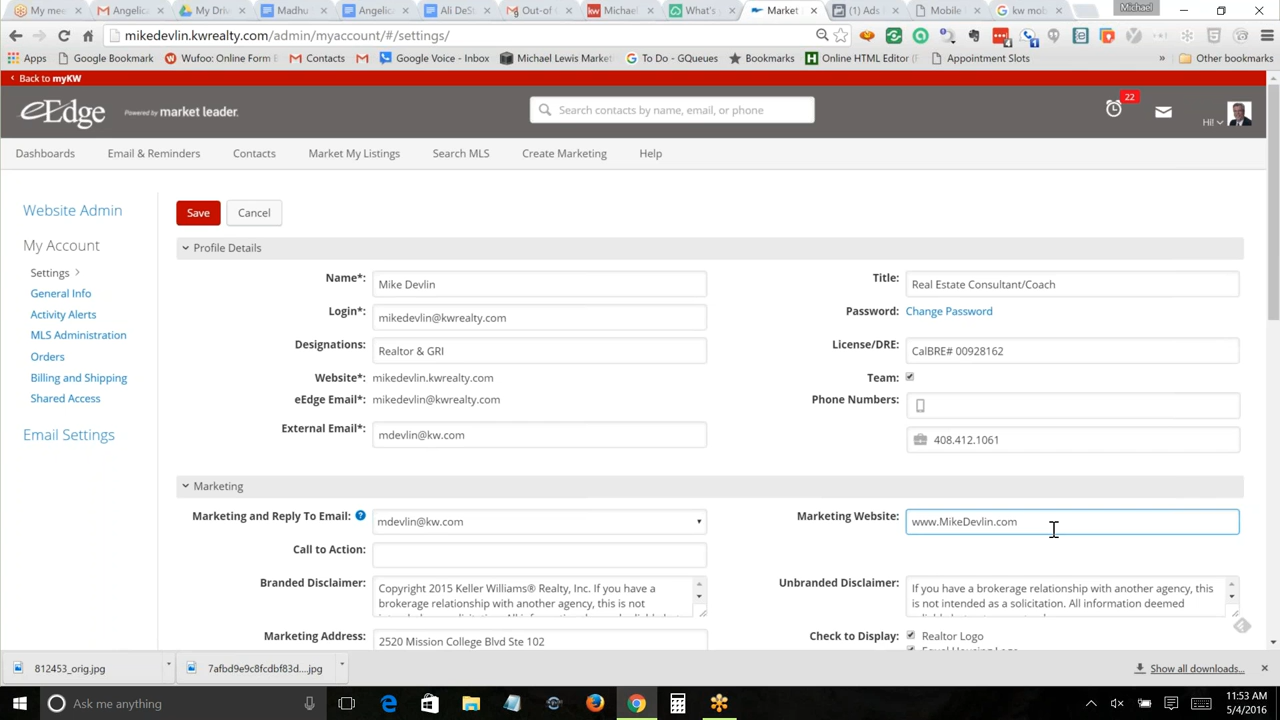 My mee
Angelica
My Driv
Madhu
Angelic
Ali DeS
Out-of
Michael
What's
Market
(1) Ads
Mobile
kw mob
Michael
mikedevlin.kwrealty.com/admin/myaccount/#/settings/
Apps
Google Bookmark
Wufoo: Online Form
Contacts
Google Voice - Inbox
Michael Lewis Market
To Do - GQueues
Bookmarks
Online HTML Editor (
Appointment Slots
»
Other bookmarks
‹ Back to myKW
eEdge Powered by market leader.
Search contacts by name, email, or phone
22
Hi!
Dashboards
Email & Reminders
Contacts
Market My Listings
Search MLS
Create Marketing
Help
Website Admin
My Account
Settings >
General Info
Activity Alerts
MLS Administration
Orders
Billing and Shipping
Shared Access
Email Settings
Save
Cancel
Profile Details
Name*: Mike Devlin
Title: Real Estate Consultant/Coach
Login*: mikedevlin@kwrealty.com
Password: Change Password
Designations: Realtor & GRI
License/DRE: CalBRE# 00928162
Website*: mikedevlin.kwrealty.com
Team:
eEdge Email*: mikedevlin@kwrealty.com
Phone Numbers:
External Email*: mdevlin@kw.com
408.412.1061
Marketing
Marketing and Reply To Email: ? mdevlin@kw.com
Marketing Website: www.MikeDevlin.com
Call to Action:
Branded Disclaimer: Copyright 2015 Keller Williams® Realty, Inc. If you have a
brokerage relationship with another agency, this is not
Unbranded Disclaimer: If you have a brokerage relationship with another agency, this
is not intended as a solicitation. All information deemed
Marketing Address: 2520 Mission College Blvd Ste 102
Check to Display: Realtor Logo
812453_orig.jpg
7afbd9e9c8fcdbf83d....jpg
Show all downloads...
Ask me anything
11:53 AM
5/4/2016